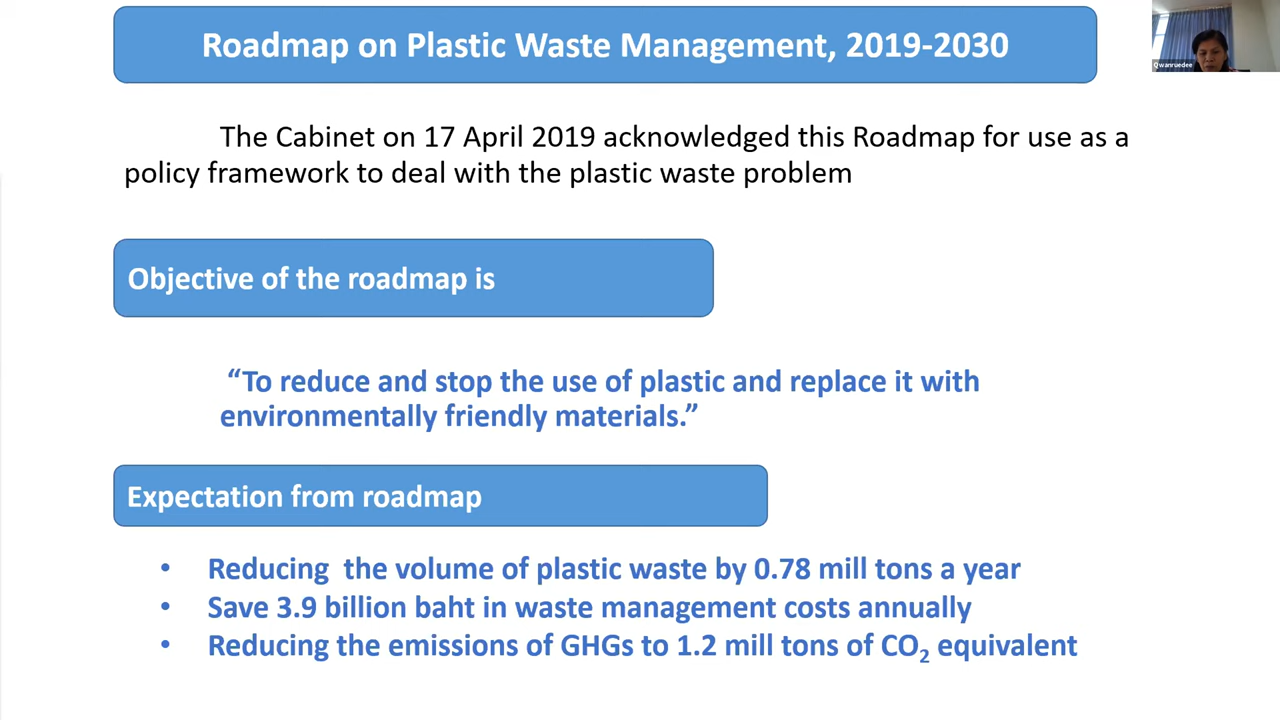 Roadmap on Plastic Waste Management, 2019-2030
Qwanruedee
The Cabinet on 17 April 2019 acknowledged this Roadmap for use as a
policy framework to deal with the plastic waste problem
Objective of the roadmap is
“To reduce and stop the use of plastic and replace it with
environmentally friendly materials.”
Expectation from roadmap
• Reducing  the volume of plastic waste by 0.78 mill tons a year
• Save 3.9 billion baht in waste management costs annually
• Reducing the emissions of GHGs to 1.2 mill tons of CO₂ equivalent